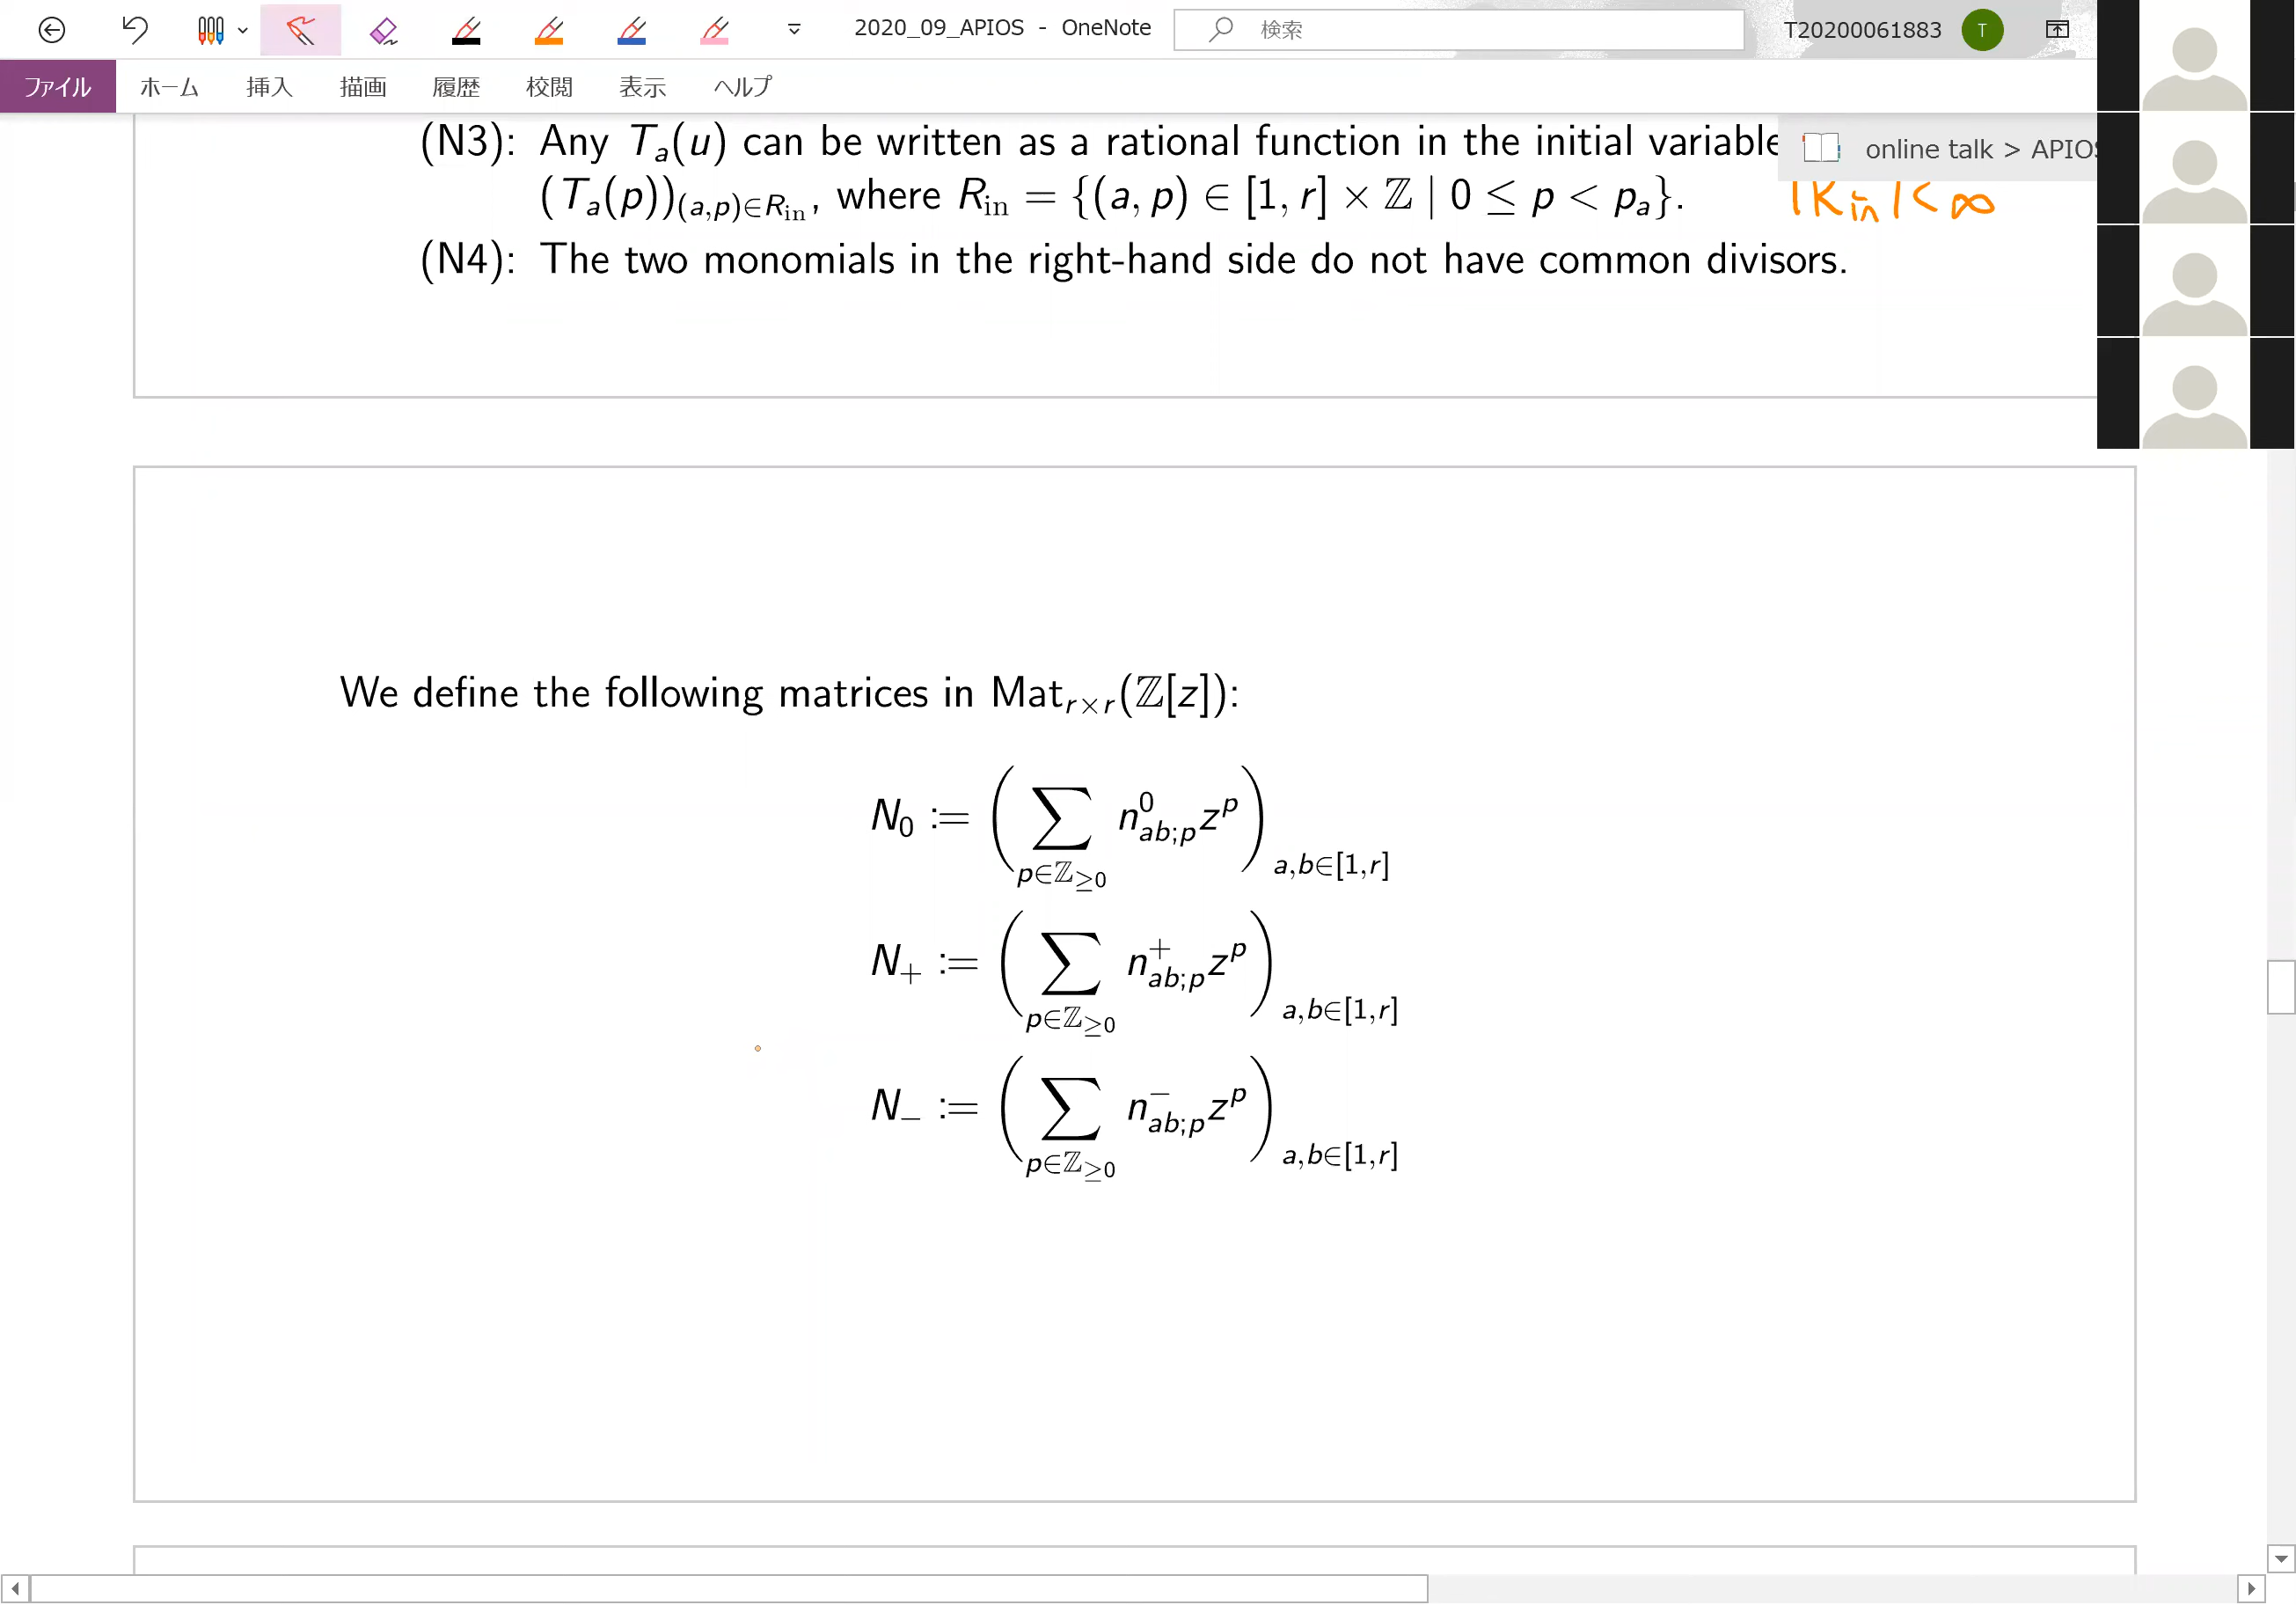 2020_09_APIOS - OneNote
検索
T20200061883
T
ファイル ホーム 挿入 描画 履歴 校閲 表示 ヘルプ
online talk > APIOS
(N3): Any T_a(u) can be written as a rational function in the initial variable
(T_a(p))_{(a,p)∈R_in}, where R_in = {(a, p) ∈ [1, r] × ℤ | 0 ≤ p < p_a}. |R_in| < ∞
(N4): The two monomials in the right-hand side do not have common divisors.
We define the following matrices in Mat_{r×r}(ℤ[z]):
N_0 := (∑_{p∈ℤ≥0} n^0_{ab;p} z^p)_{a,b∈[1,r]}
N_+ := (∑_{p∈ℤ≥0} n^+_{ab;p} z^p)_{a,b∈[1,r]}
N_− := (∑_{p∈ℤ≥0} n^−_{ab;p} z^p)_{a,b∈[1,r]}